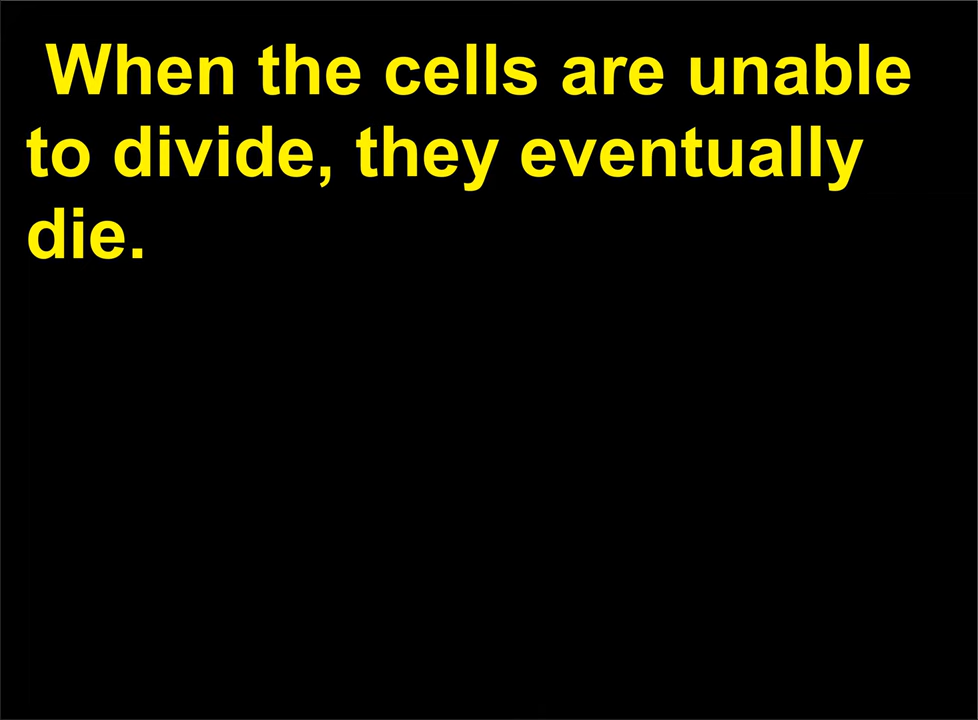 When the cells are unable
to divide, they eventually
die.